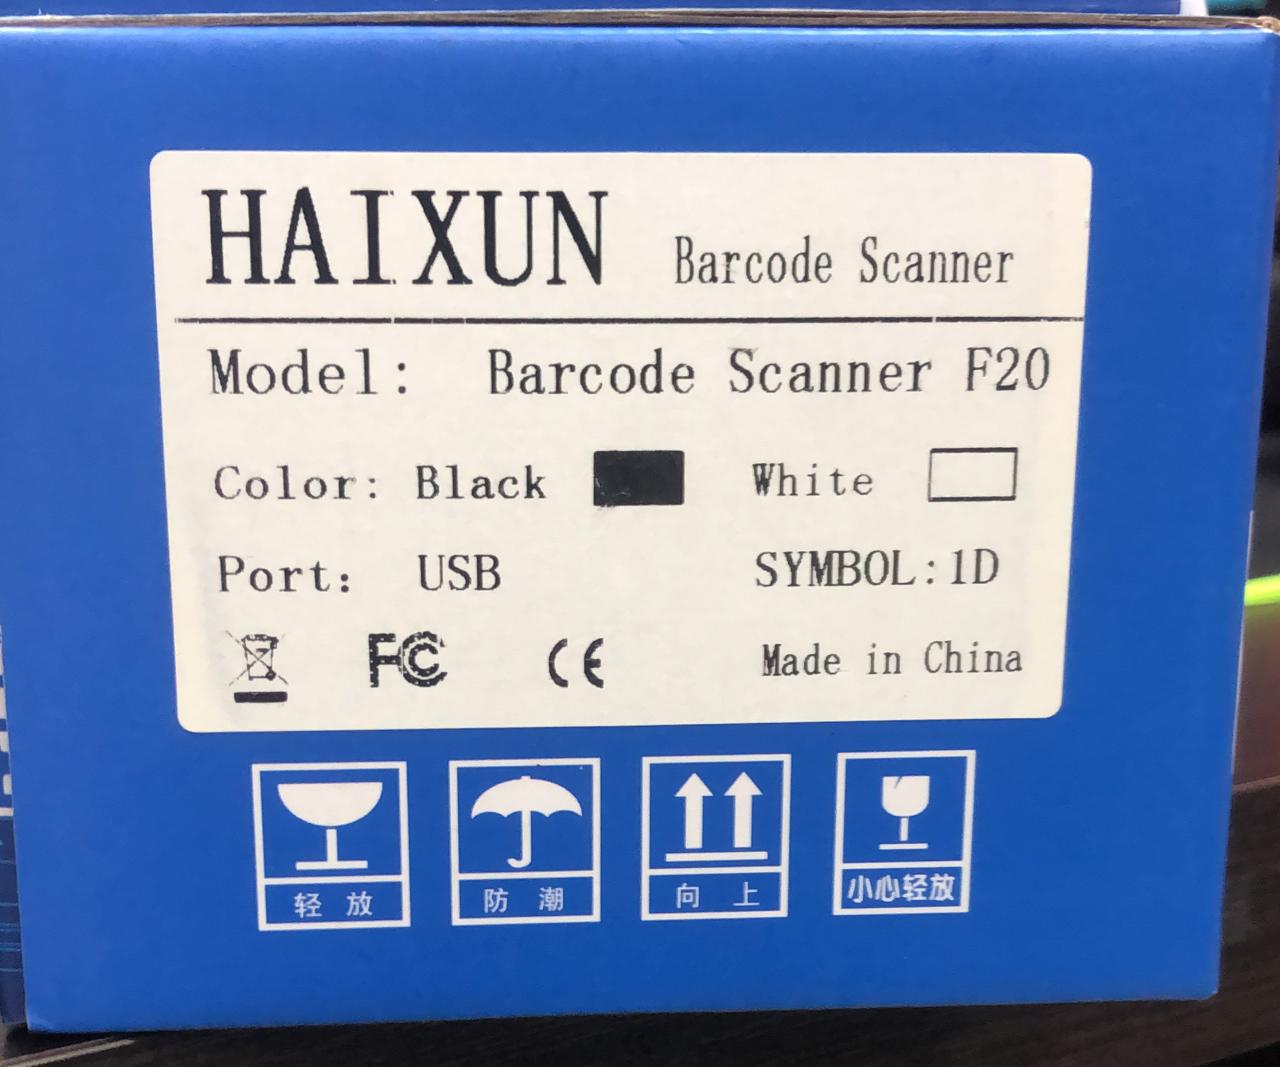 HAIXUN Barcode Scanner
Model: Barcode Scanner F20
Color: Black White
Port: USB SYMBOL:1D
FC CE Made in China
轻 放 防 潮 向 上 小心轻放